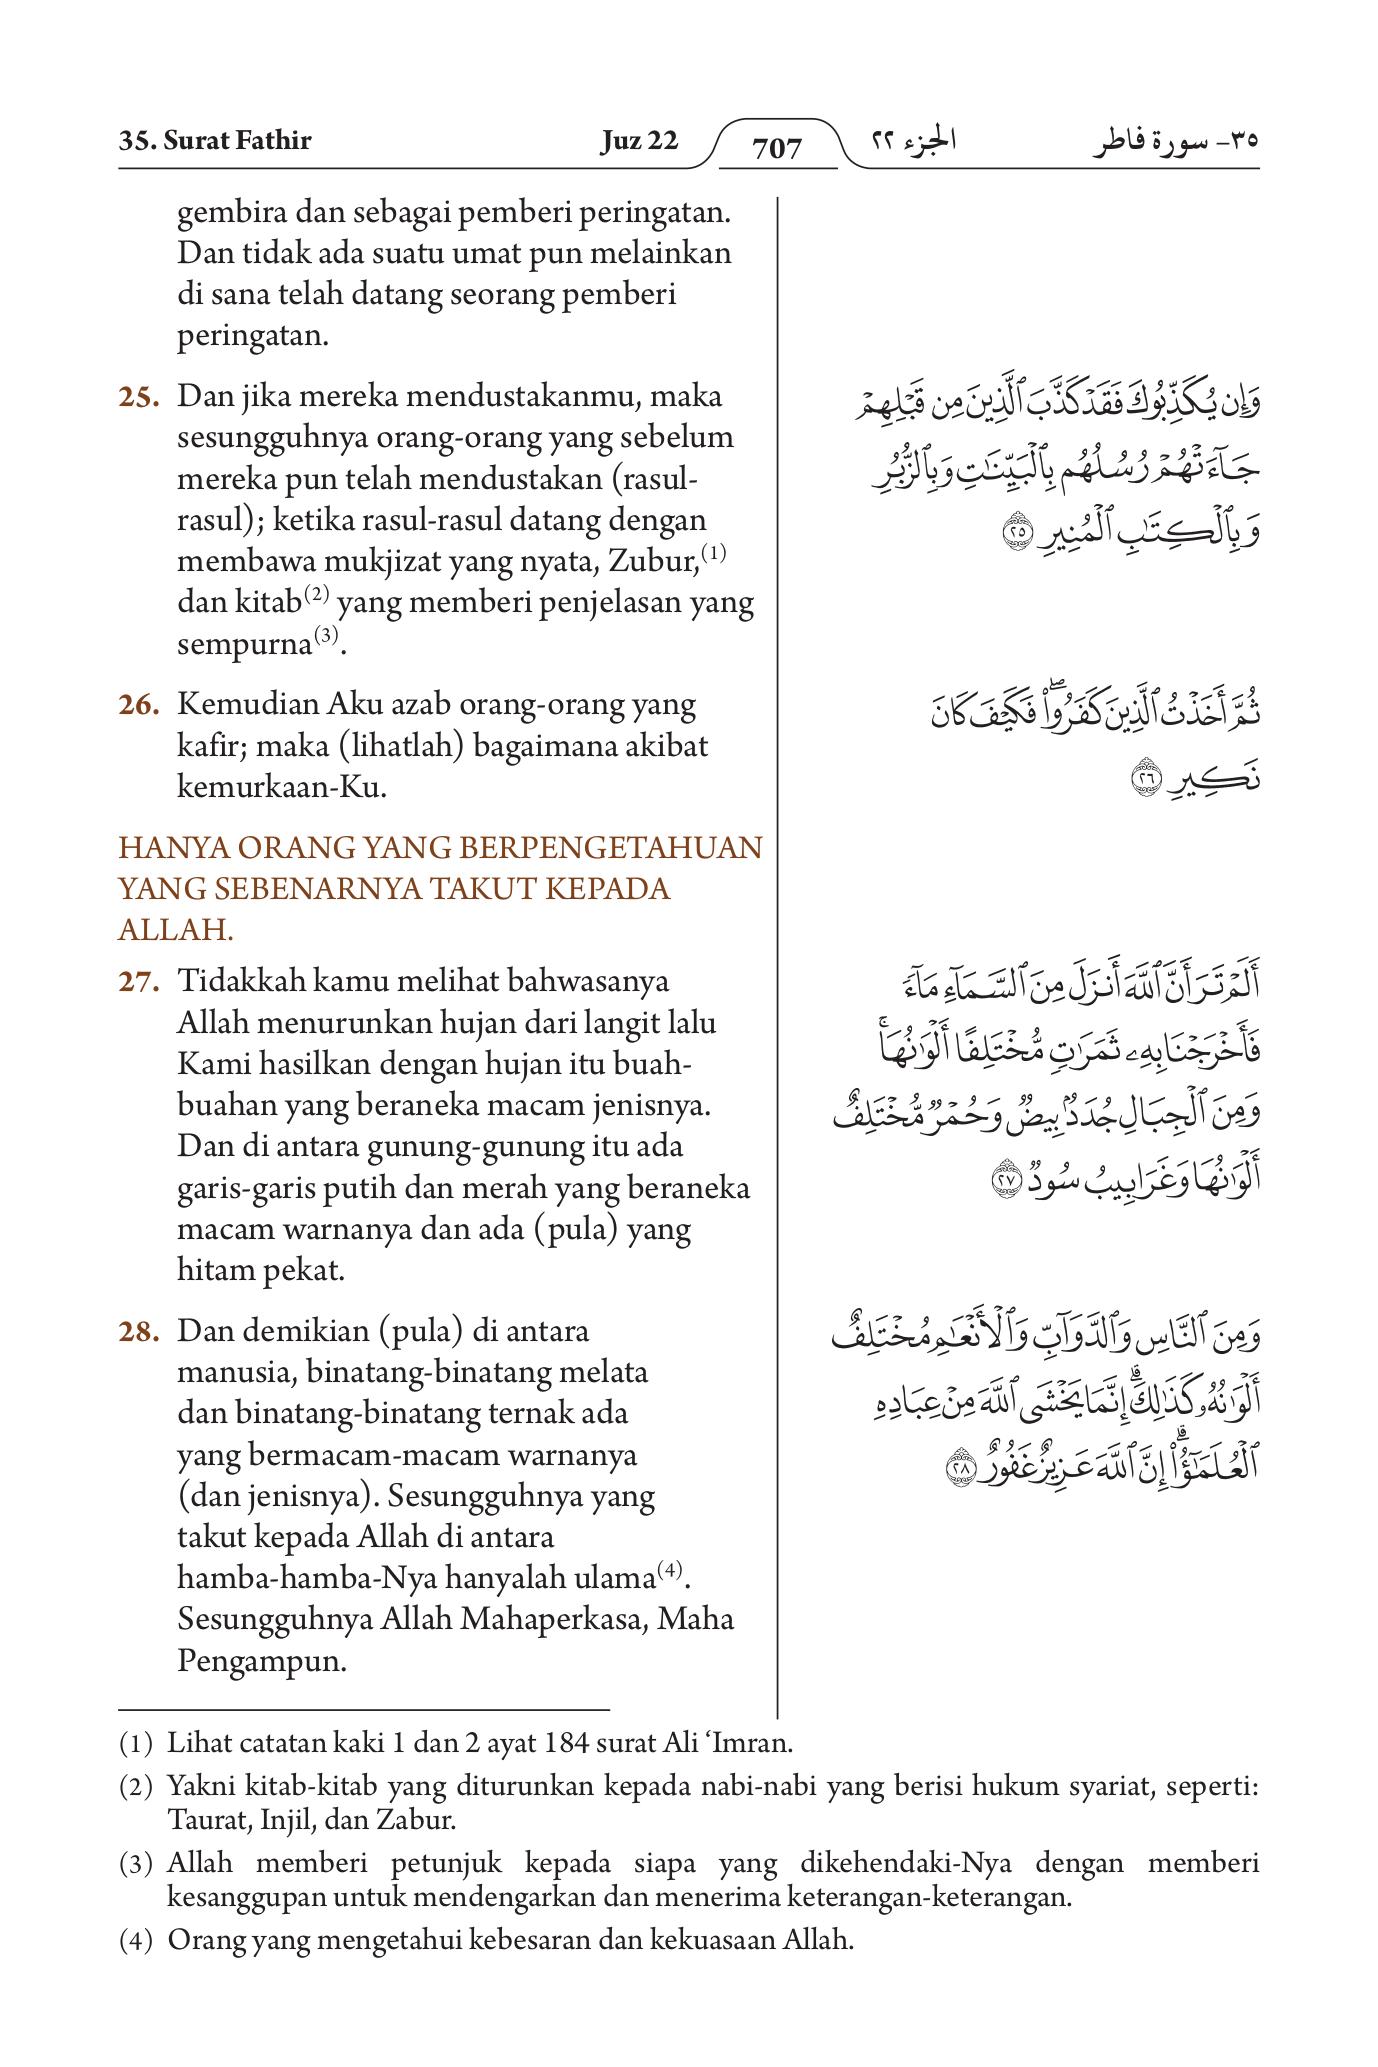 35. Surat Fathir
Juz 22
707
الجزء ٢٢
٣٥- سورة فاطر
gembira dan sebagai pemberi peringatan.
Dan tidak ada suatu umat pun melainkan
di sana telah datang seorang pemberi
peringatan.
25. Dan jika mereka mendustakanmu, maka
sesungguhnya orang-orang yang sebelum
mereka pun telah mendustakan (rasul-
rasul); ketika rasul-rasul datang dengan
membawa mukjizat yang nyata, Zubur,(1)
dan kitab(2) yang memberi penjelasan yang
sempurna(3).
26. Kemudian Aku azab orang-orang yang
kafir; maka (lihatlah) bagaimana akibat
kemurkaan-Ku.
HANYA ORANG YANG BERPENGETAHUAN
YANG SEBENARNYA TAKUT KEPADA
ALLAH.
27. Tidakkah kamu melihat bahwasanya
Allah menurunkan hujan dari langit lalu
Kami hasilkan dengan hujan itu buah-
buahan yang beraneka macam jenisnya.
Dan di antara gunung-gunung itu ada
garis-garis putih dan merah yang beraneka
macam warnanya dan ada (pula) yang
hitam pekat.
28. Dan demikian (pula) di antara
manusia, binatang-binatang melata
dan binatang-binatang ternak ada
yang bermacam-macam warnanya
(dan jenisnya). Sesungguhnya yang
takut kepada Allah di antara
hamba-hamba-Nya hanyalah ulama(4).
Sesungguhnya Allah Mahaperkasa, Maha
Pengampun.
وَإِن يُكَذِّبُوكَ فَقَدۡ كَذَّبَ ٱلَّذِينَ مِن قَبۡلِهِمۡ
جَآءَتۡهُمۡ رُسُلُهُم بِٱلۡبَيِّنَٰتِ وَبِٱلزُّبُرِ
وَبِٱلۡكِتَٰبِ ٱلۡمُنِيرِ ٢٥
ثُمَّ أَخَذۡتُ ٱلَّذِينَ كَفَرُواْۖ فَكَيۡفَ كَانَ
نَكِيرِ ٢٦
أَلَمۡ تَرَ أَنَّ ٱللَّهَ أَنزَلَ مِنَ ٱلسَّمَآءِ مَآءٗ
فَأَخۡرَجۡنَا بِهِۦ ثَمَرَٰتٖ مُّخۡتَلِفًا أَلۡوَٰنُهَاۚ
وَمِنَ ٱلۡجِبَالِ جُدَدُۢ بِيضٞ وَحُمۡرٞ مُّخۡتَلِفٌ
أَلۡوَٰنُهَا وَغَرَابِيبُ سُودٞ ٢٧
وَمِنَ ٱلنَّاسِ وَٱلدَّوَآبِّ وَٱلۡأَنۡعَٰمِ مُخۡتَلِفٌ
أَلۡوَٰنُهُۥ كَذَٰلِكَۗ إِنَّمَا يَخۡشَى ٱللَّهَ مِنۡ عِبَادِهِ
ٱلۡعُلَمَٰٓؤُاْۗ إِنَّ ٱللَّهَ عَزِيزٌ غَفُورٌ ٢٨
(1) Lihat catatan kaki 1 dan 2 ayat 184 surat Ali ‘Imran.
(2) Yakni kitab-kitab yang diturunkan kepada nabi-nabi yang berisi hukum syariat, seperti:
Taurat, Injil, dan Zabur.
(3) Allah memberi petunjuk kepada siapa yang dikehendaki-Nya dengan memberi
kesanggupan untuk mendengarkan dan menerima keterangan-keterangan.
(4) Orang yang mengetahui kebesaran dan kekuasaan Allah.